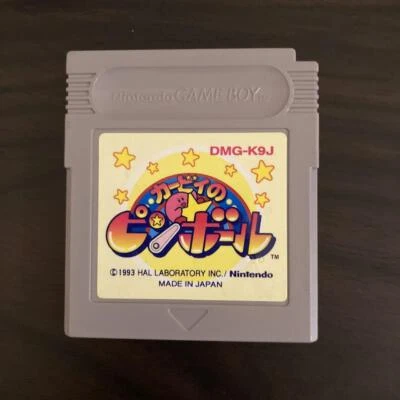 Nintendo GAME BOY TM
DMG-K9J
カービィの
ピンボール
TM
©1993 HAL LABORATORY INC./Nintendo
MADE IN JAPAN